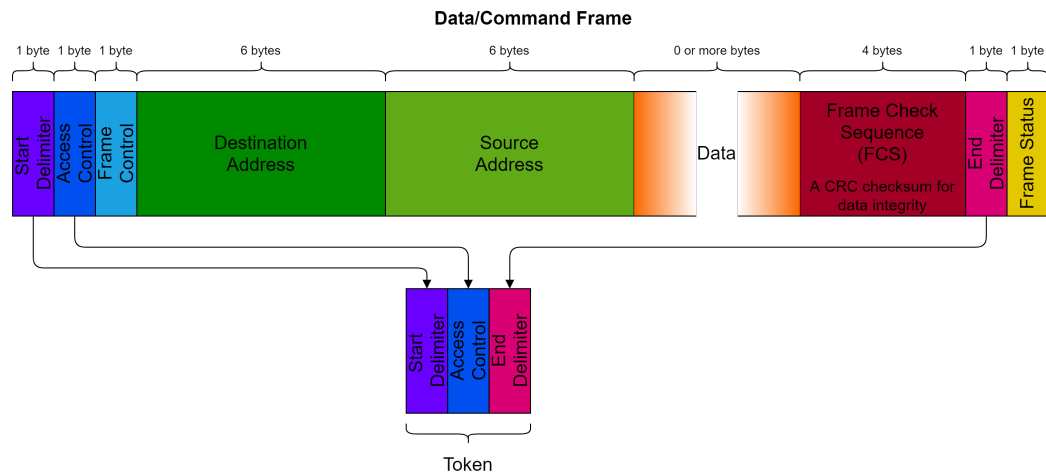 Data/Command Frame
1 byte 1 byte 1 byte 6 bytes 6 bytes 0 or more bytes 4 bytes 1 byte 1 byte
Start
Delimiter
Access
Control
Frame
Control
Destination
Address
Source
Address
Data
Frame Check
Sequence
(FCS)
A CRC checksum for
data integrity
End
Delimiter
Frame Status
Start
Delimiter
Access
Control
End
Delimiter
Token